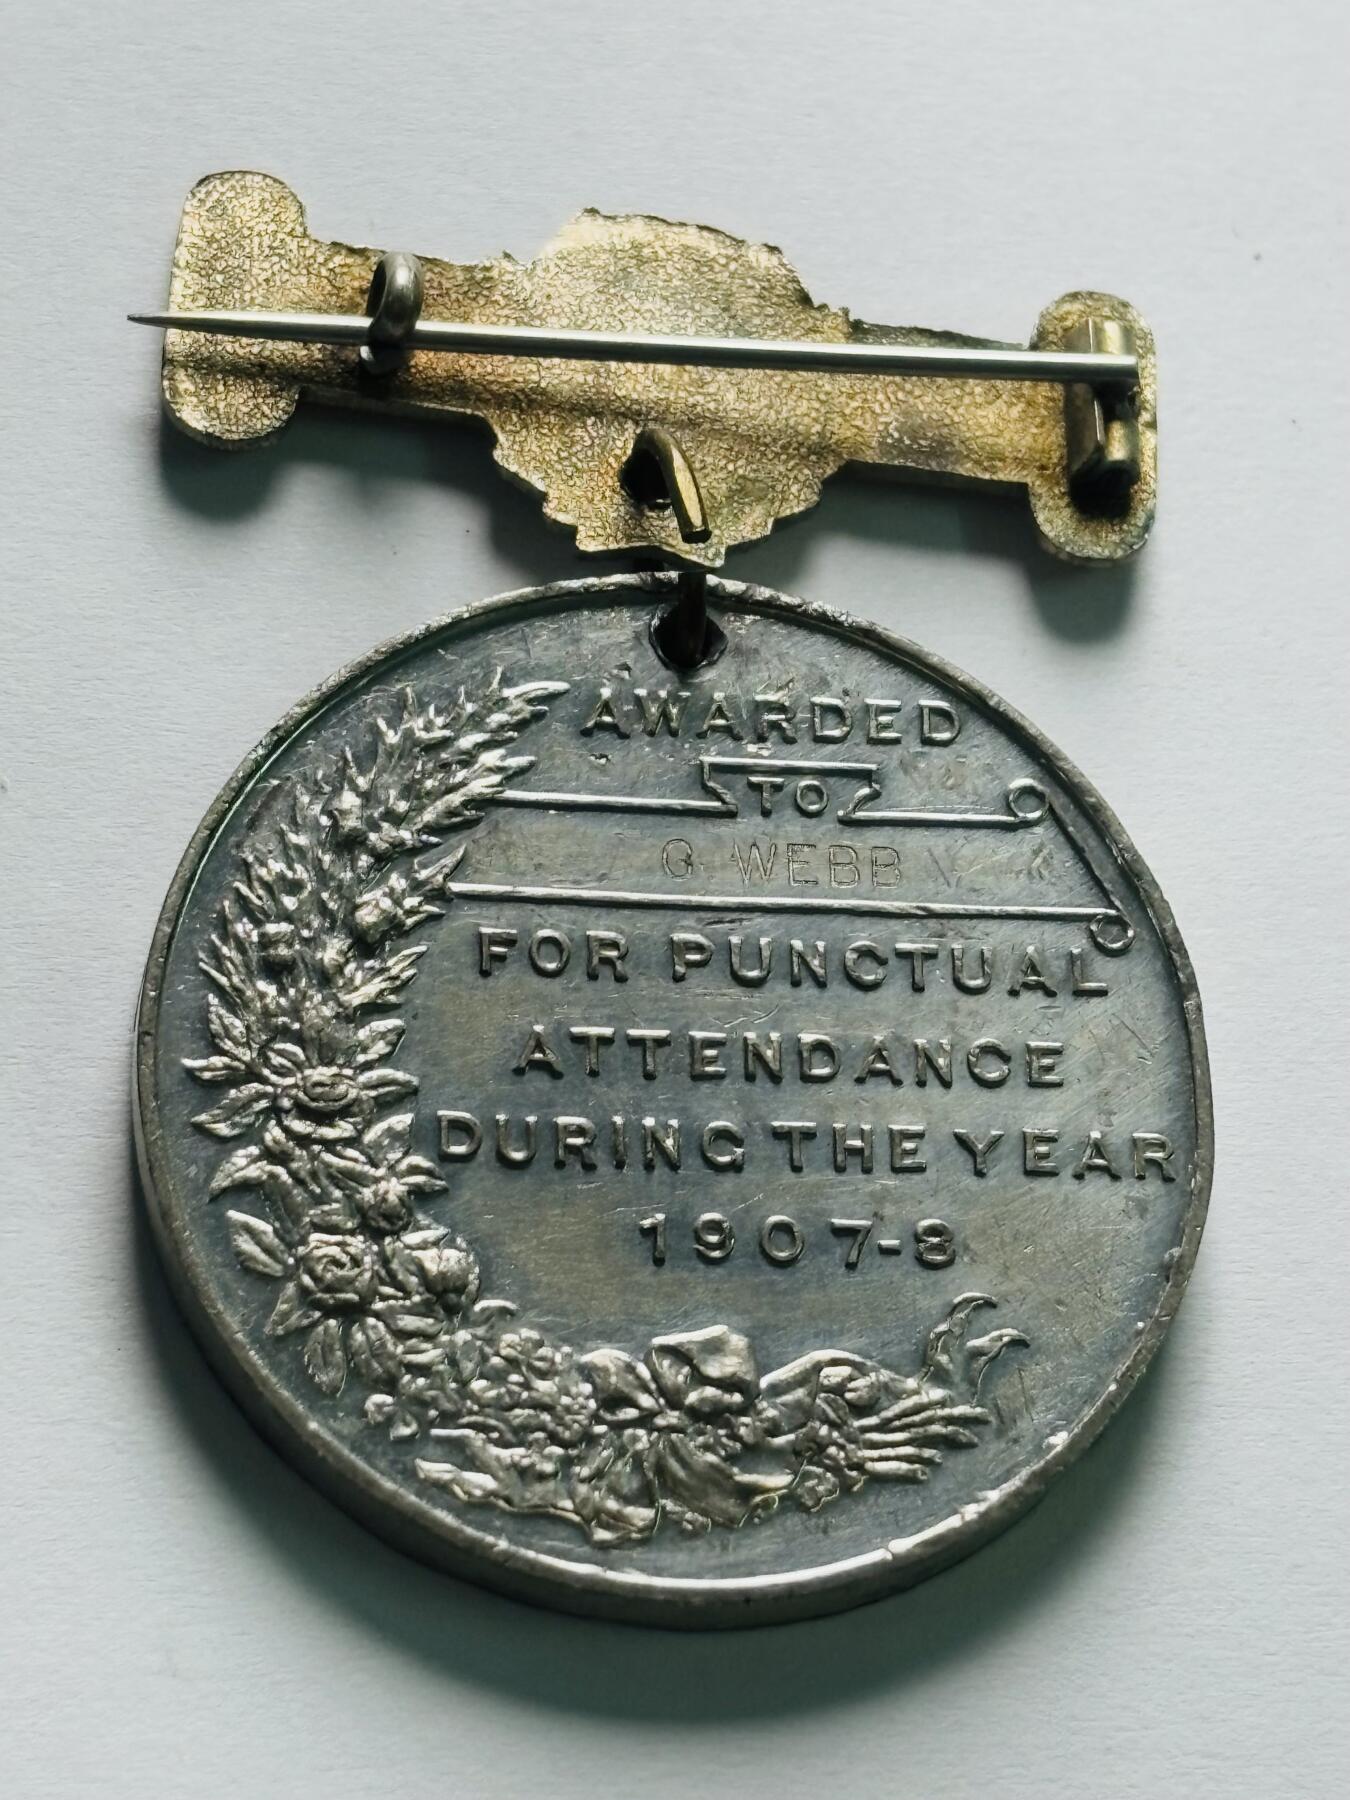 AWARDED
TO
G. WEBB
FOR PUNCTUAL
ATTENDANCE
DURING THE YEAR
1907-8